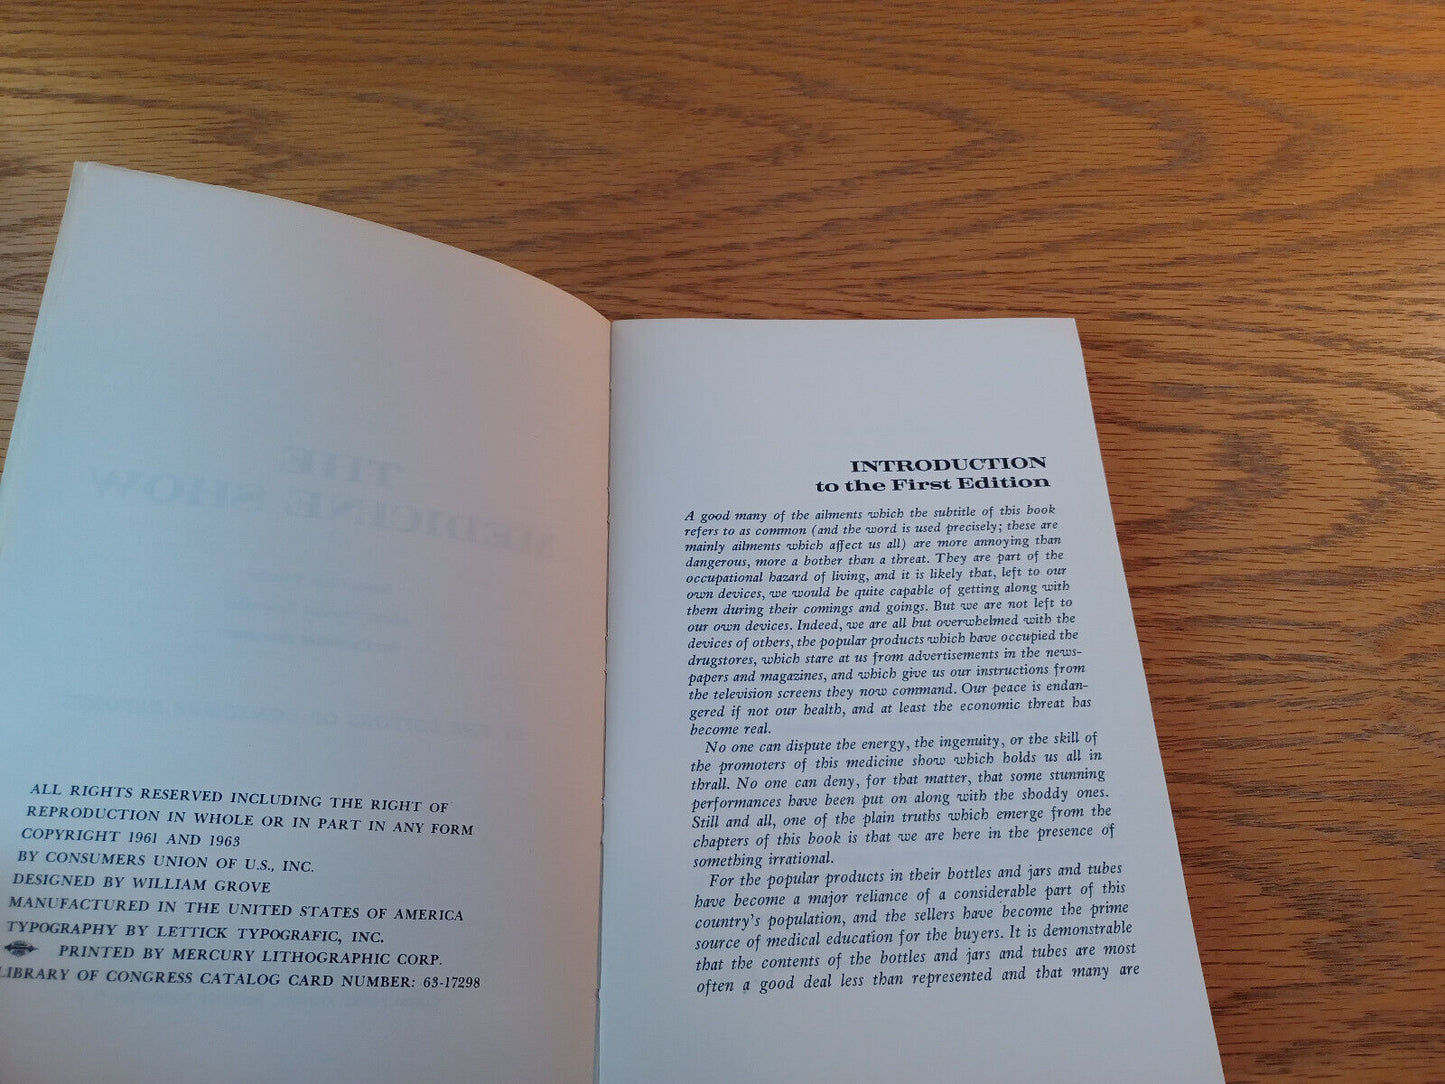 THE
MEDICINE SHOW
BY THE EDITORS OF CONSUMER REPORTS
ALL RIGHTS RESERVED INCLUDING THE RIGHT OF
REPRODUCTION IN WHOLE OR IN PART IN ANY FORM
COPYRIGHT 1961 AND 1963
BY CONSUMERS UNION OF U.S., INC.
DESIGNED BY WILLIAM GROVE
MANUFACTURED IN THE UNITED STATES OF AMERICA
TYPOGRAPHY BY LETTICK TYPOGRAFIC, INC.
PRINTED BY MERCURY LITHOGRAPHIC CORP.
LIBRARY OF CONGRESS CATALOG CARD NUMBER: 63-17298
INTRODUCTION
to the First Edition
A good many of the ailments which the subtitle of this book
refers to as common (and the word is used precisely; these are
mainly ailments which affect us all) are more annoying than
dangerous, more a bother than a threat. They are part of the
occupational hazard of living, and it is likely that, left to our
own devices, we would be quite capable of getting along with
them during their comings and goings. But we are not left to
our own devices. Indeed, we are all but overwhelmed with the
devices of others, the popular products which have occupied the
drugstores, which stare at us from advertisements in the news-
papers and magazines, and which give us our instructions from
the television screens they now command. Our peace is endan-
gered if not our health, and at least the economic threat has
become real.
No one can dispute the energy, the ingenuity, or the skill of
the promoters of this medicine show which holds us all in
thrall. No one can deny, for that matter, that some stunning
performances have been put on along with the shoddy ones.
Still and all, one of the plain truths which emerge from the
chapters of this book is that we are here in the presence of
something irrational.
For the popular products in their bottles and jars and tubes
have become a major reliance of a considerable part of this
country's population, and the sellers have become the prime
source of medical education for the buyers. It is demonstrable
that the contents of the bottles and jars and tubes are most
often a good deal less than represented and that many are